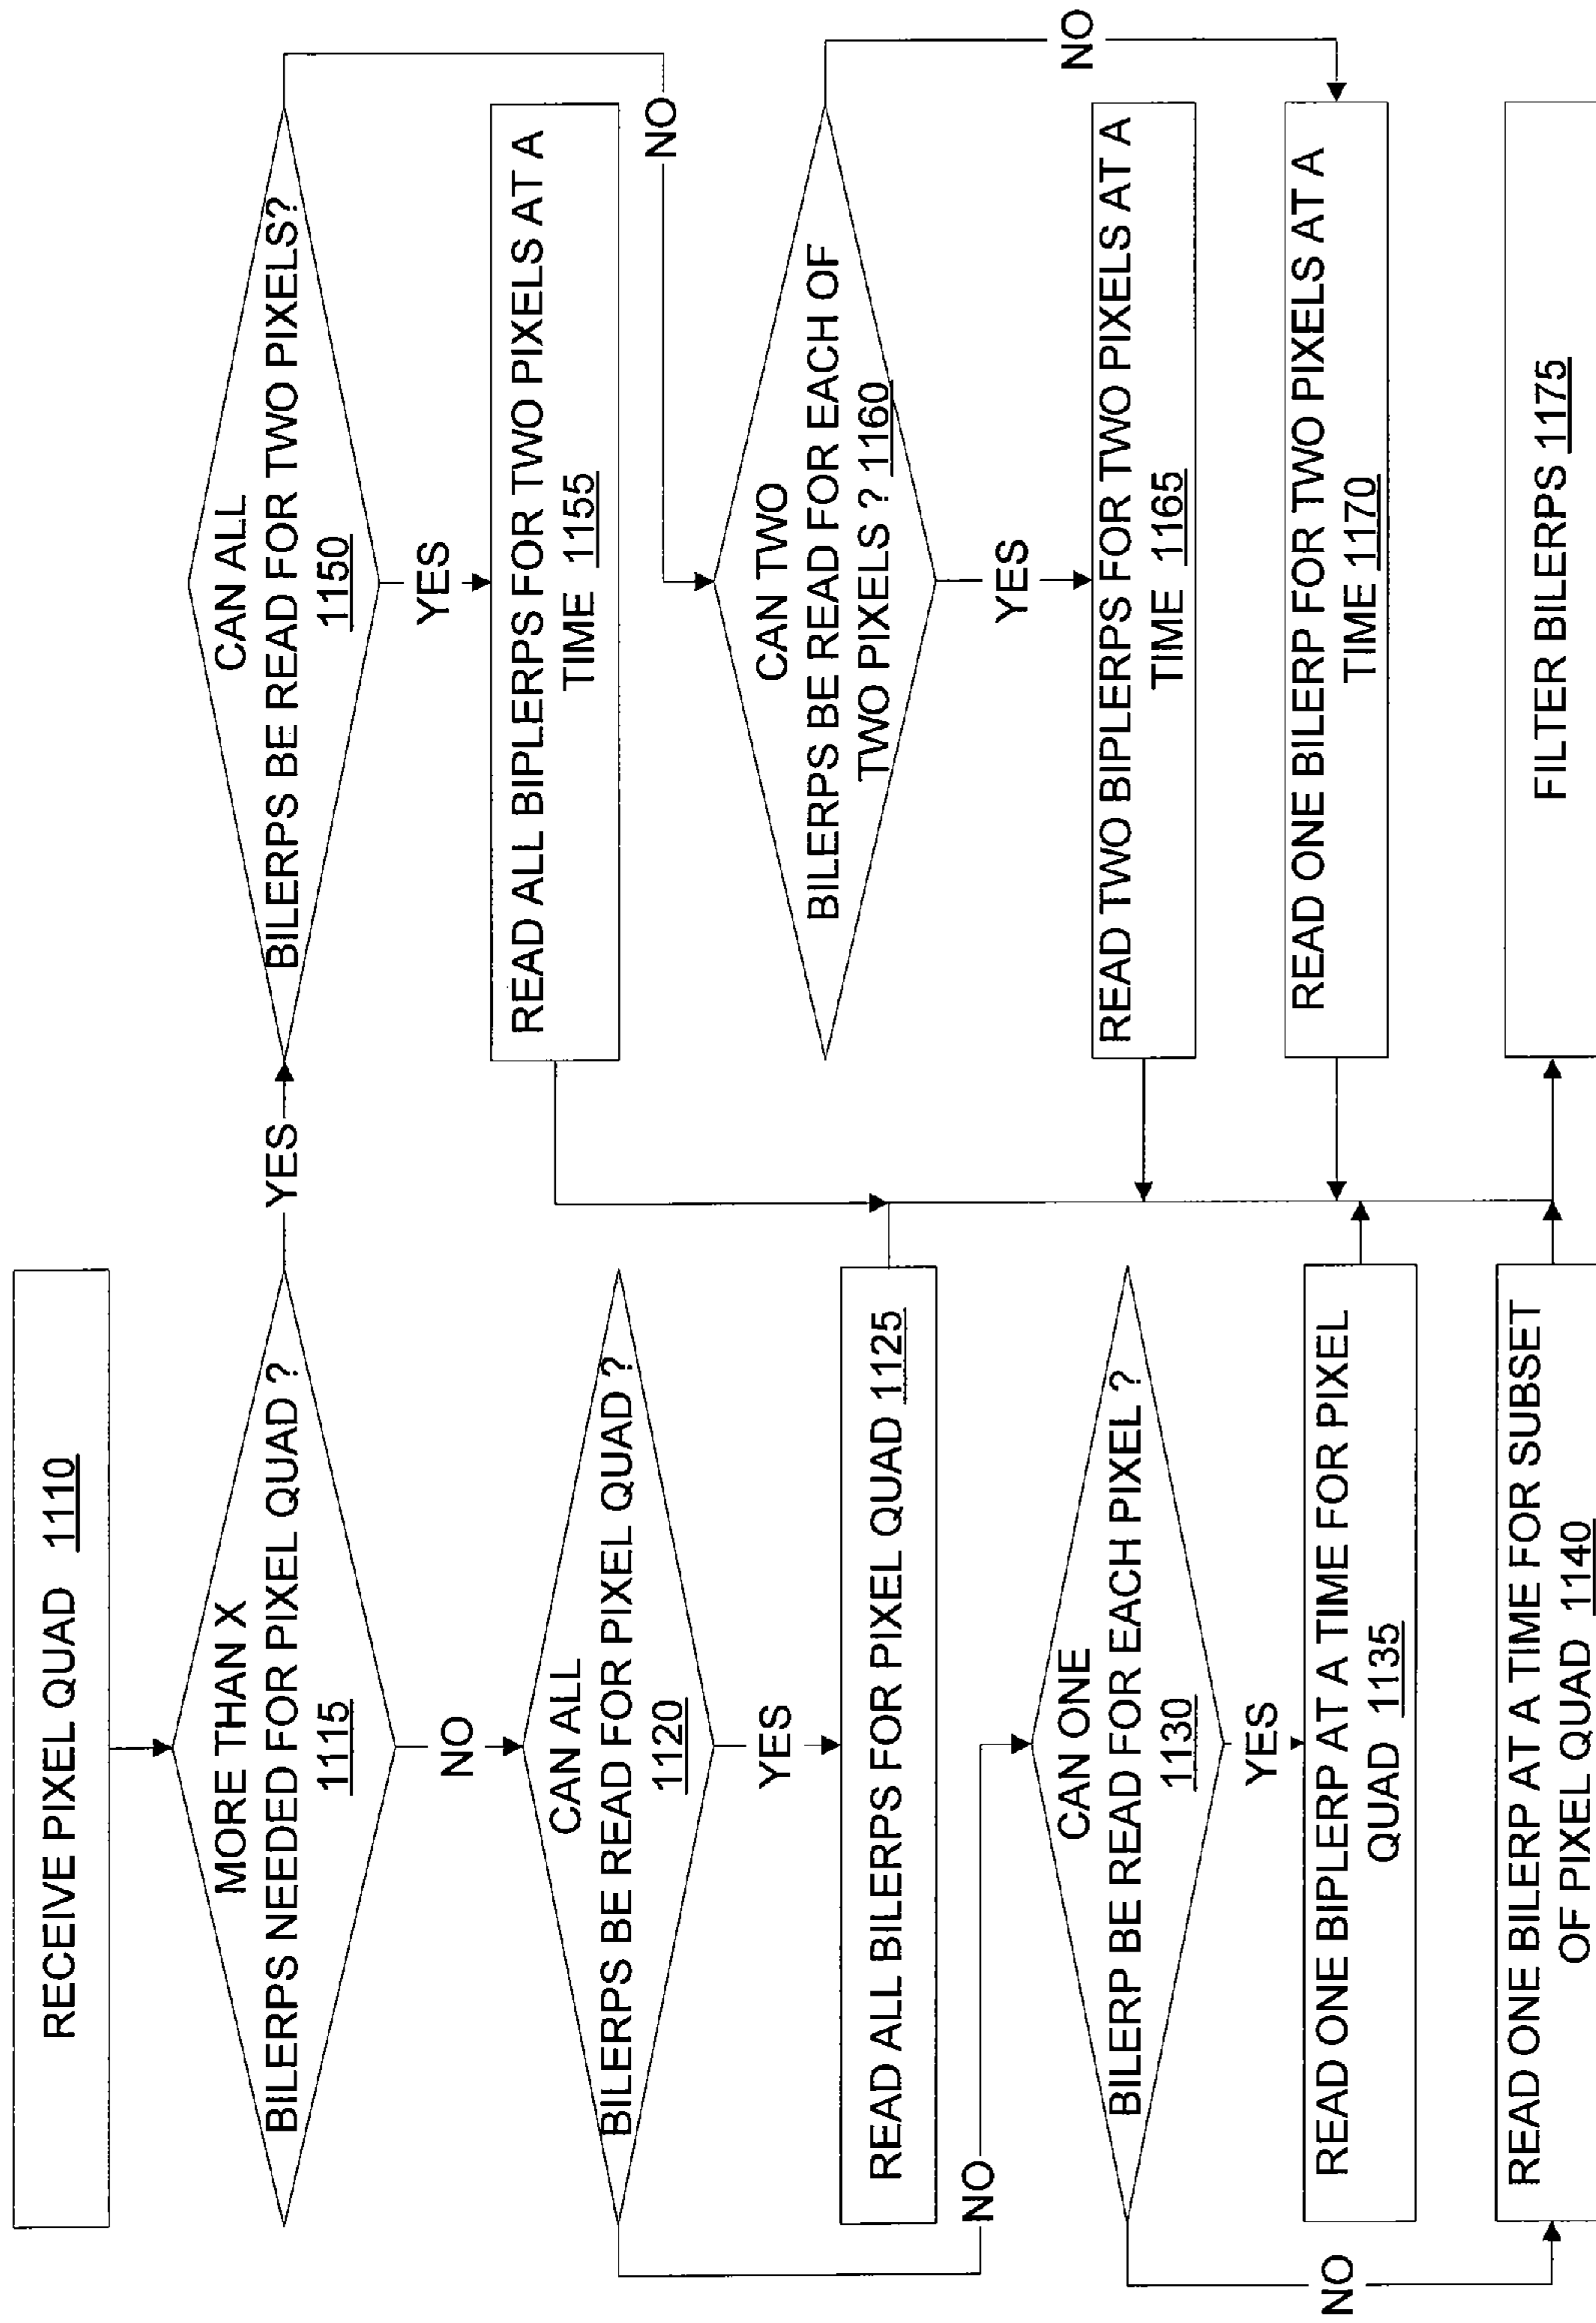 RECEIVE PIXEL QUAD 1110
MORE THAN X
BILERPS NEEDED FOR PIXEL QUAD ?
1115
YES
NO
CAN ALL
BILERPS BE READ FOR PIXEL QUAD ?
1120
YES
NO
READ ALL BILERPS FOR PIXEL QUAD 1125
CAN ONE
BILERP BE READ FOR EACH PIXEL ?
1130
YES
NO
READ ONE BIPLERP AT A TIME FOR PIXEL
QUAD 1135
READ ONE BILERP AT A TIME FOR SUBSET
OF PIXEL QUAD 1140
CAN ALL
BILERPS BE READ FOR TWO PIXELS?
1150
YES
NO
READ ALL BIPLERPS FOR TWO PIXELS AT A
TIME 1155
CAN TWO
BILERPS BE READ FOR EACH OF
TWO PIXELS ? 1160
YES
NO
READ TWO BIPLERPS FOR TWO PIXELS AT A
TIME 1165
READ ONE BILERP FOR TWO PIXELS AT A
TIME 1170
FILTER BILERPS 1175